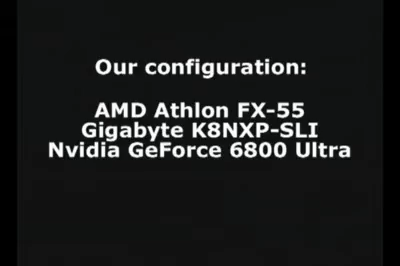 Our configuration:
AMD Athlon FX-55
Gigabyte K8NXP-SLI
Nvidia GeForce 6800 Ultra